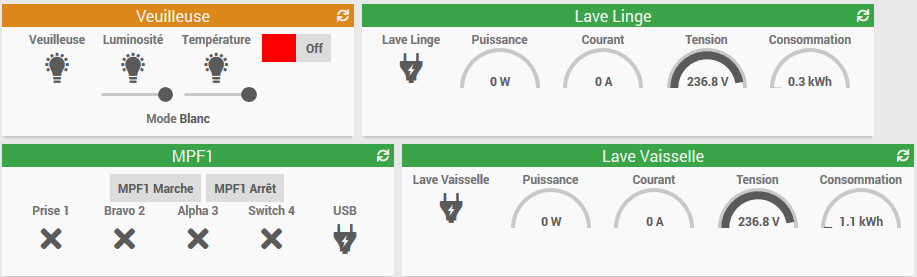 Veuilleuse
Veuilleuse Luminosité Température
Off
Mode Blanc
Lave Linge
Lave Linge Puissance Courant Tension Consommation
0 W 0 A 236.8 V 0.3 kWh
MPF1
MPF1 Marche MPF1 Arrêt
Prise 1 Bravo 2 Alpha 3 Switch 4 USB
Lave Vaisselle
Lave Vaisselle Puissance Courant Tension Consommation
0 W 0 A 236.8 V 1.1 kWh